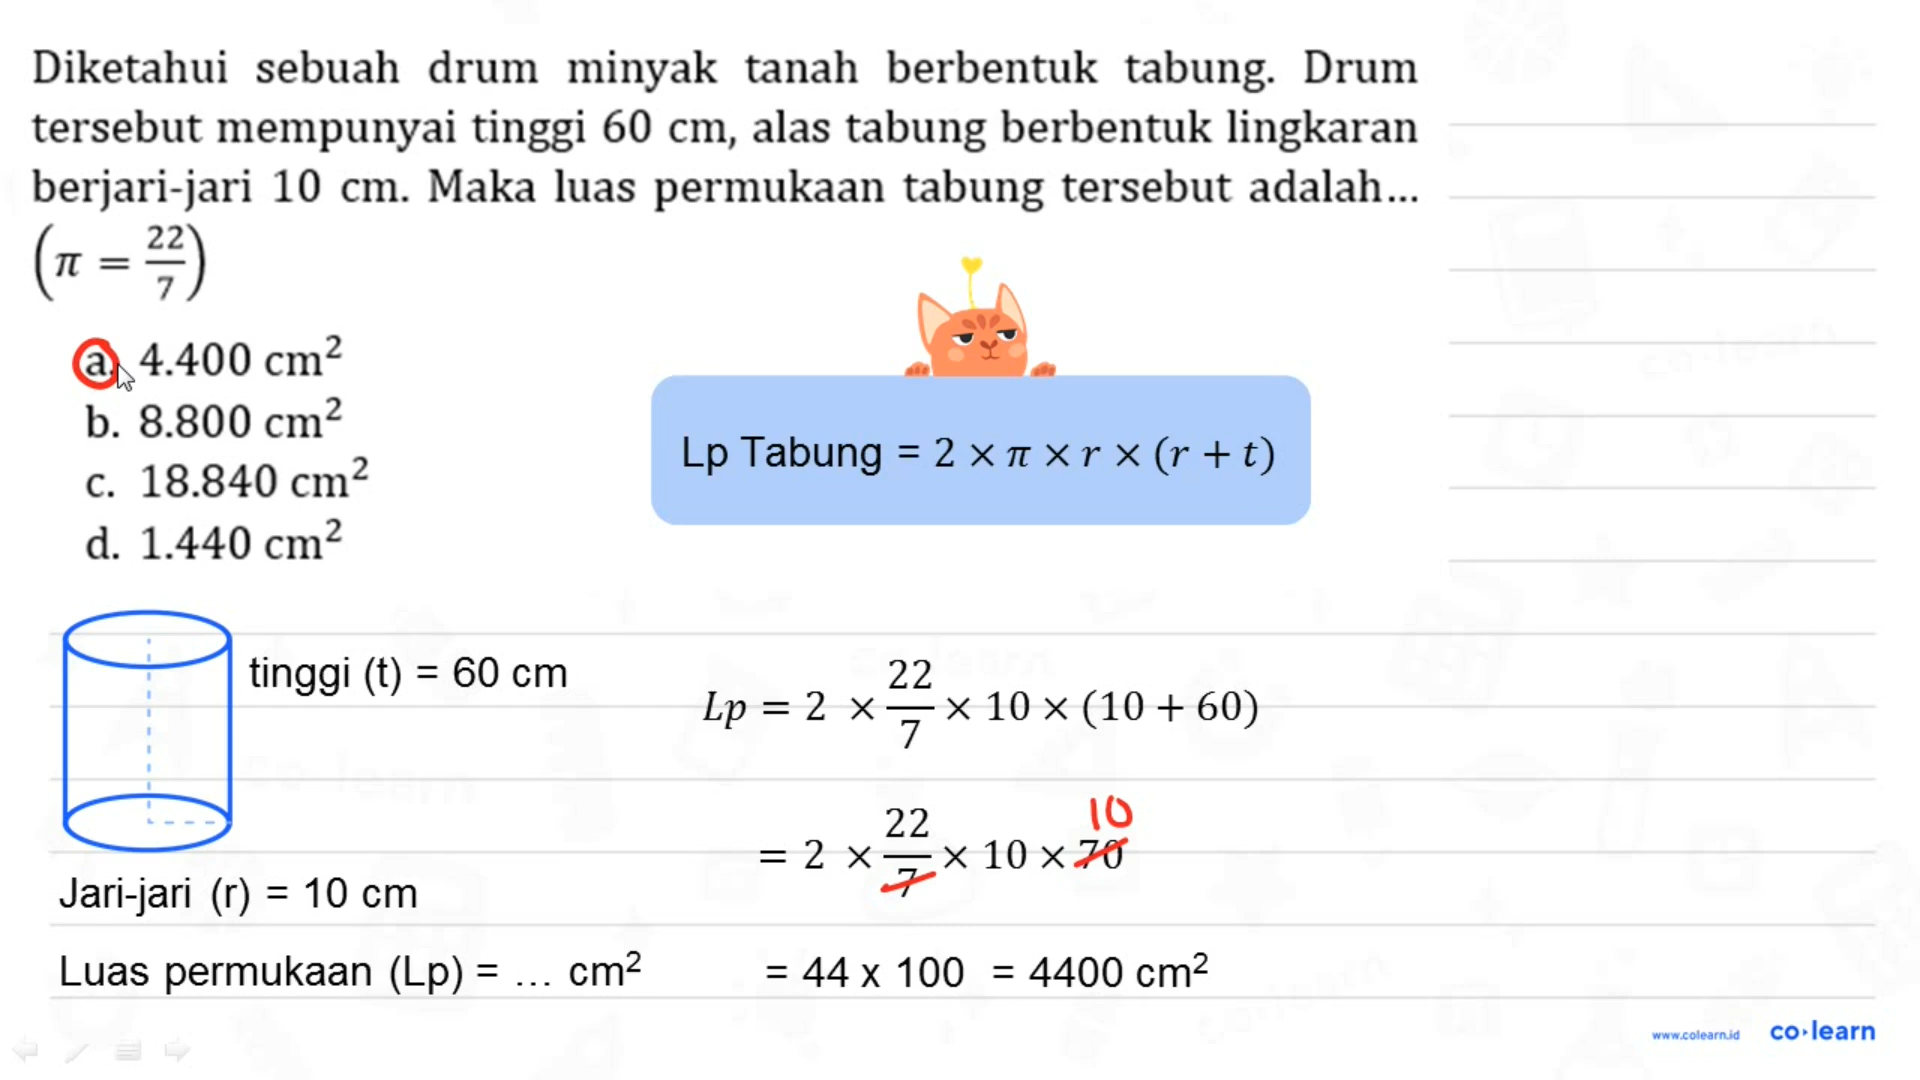 Diketahui sebuah drum minyak tanah berbentuk tabung. Drum
tersebut mempunyai tinggi 60 cm, alas tabung berbentuk lingkaran
berjari-jari 10 cm. Maka luas permukaan tabung tersebut adalah...
(π = 22/7)
a. 4.400 cm²
b. 8.800 cm²
c. 18.840 cm²
d. 1.440 cm²
Lp Tabung = 2 × π × r × (r + t)
tinggi (t) = 60 cm
Jari-jari (r) = 10 cm
Luas permukaan (Lp) = ... cm²
Lp = 2 × 22/7 × 10 × (10 + 60)
10
= 2 × 22/7 × 10 × 70
= 44 x 100 = 4400 cm²
www.colearn.id co·learn